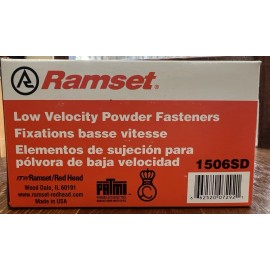 R Ramset®
Low Velocity Powder Fasteners
Fixations basse vitesse
Elementos de sujeción para
pólvora de baja velocidad
1506SD
ITW Ramset/Red Head
Wood Dale, IL 60191
www.ramset-redhead.com
Made in USA
PATMI
C